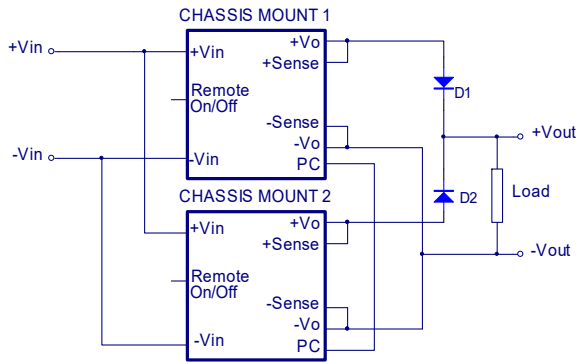 CHASSIS MOUNT 1
+Vin
+Vin
+Vo
+Sense
Remote
On/Off
D1
-Sense
-Vo
+Vout
-Vin
-Vin
PC
CHASSIS MOUNT 2
D2
Load
+Vin
+Vo
+Sense
-Vout
Remote
On/Off
-Sense
-Vo
-Vin
PC